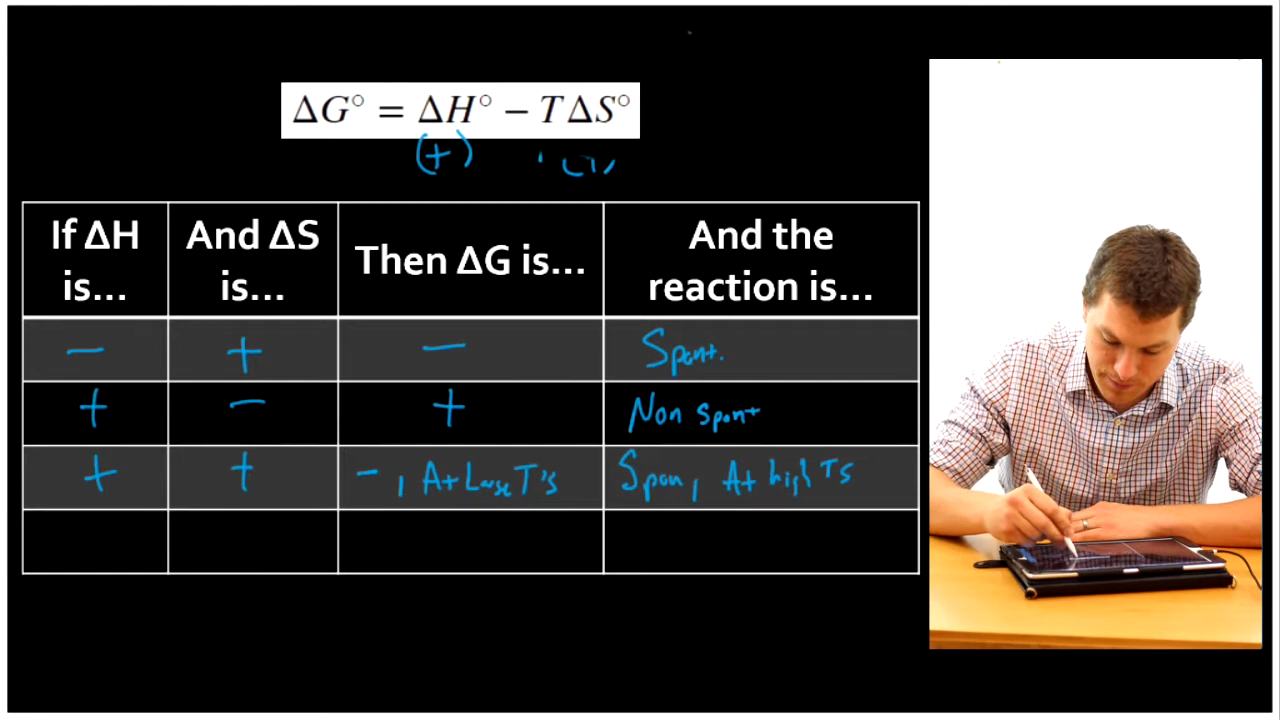 ΔG° = ΔH° − TΔS°
(+)
If ΔH is...
And ΔS is...
Then ΔG is...
And the reaction is...
− + − Spont.
+ − + Non spont
+ + −, At Large T's Spon, At high Ts